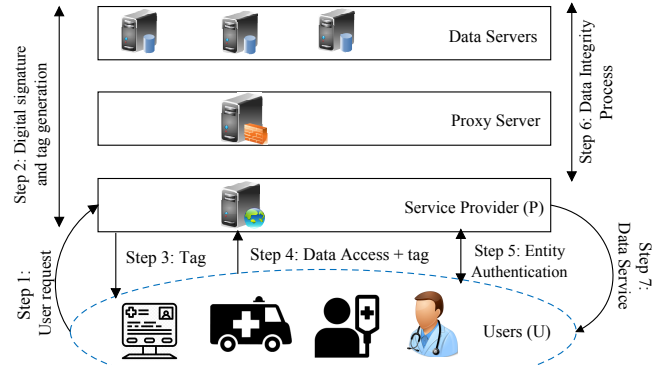 Data Servers
Proxy Server
Service Provider (P)
Step 2: Digital signature
and tag generation
Step 6: Data Integrity
Process
Step 3: Tag
Step 4: Data Access + tag
Step 5: Entity
Authentication
Step 1:
User request
Step 7:
Data Service
Users (U)